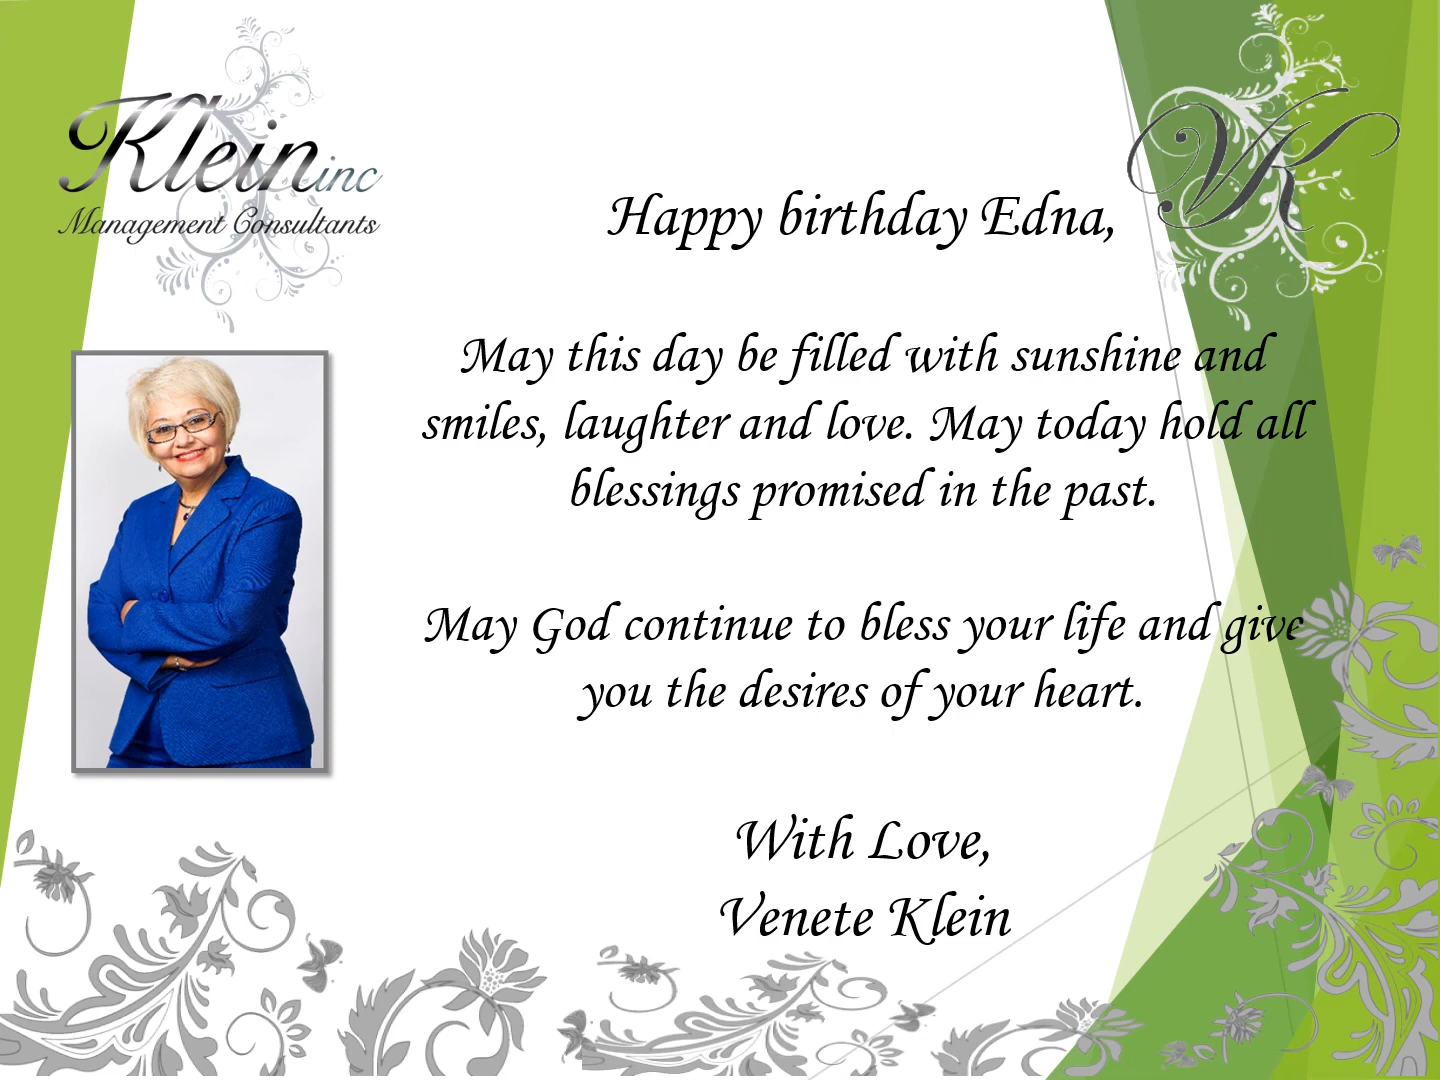 Klein inc
Management Consultants
VK
Happy birthday Edna,
May this day be filled with sunshine and
smiles, laughter and love. May today hold all
blessings promised in the past.
May God continue to bless your life and give
you the desires of your heart.
With Love,
Venete Klein